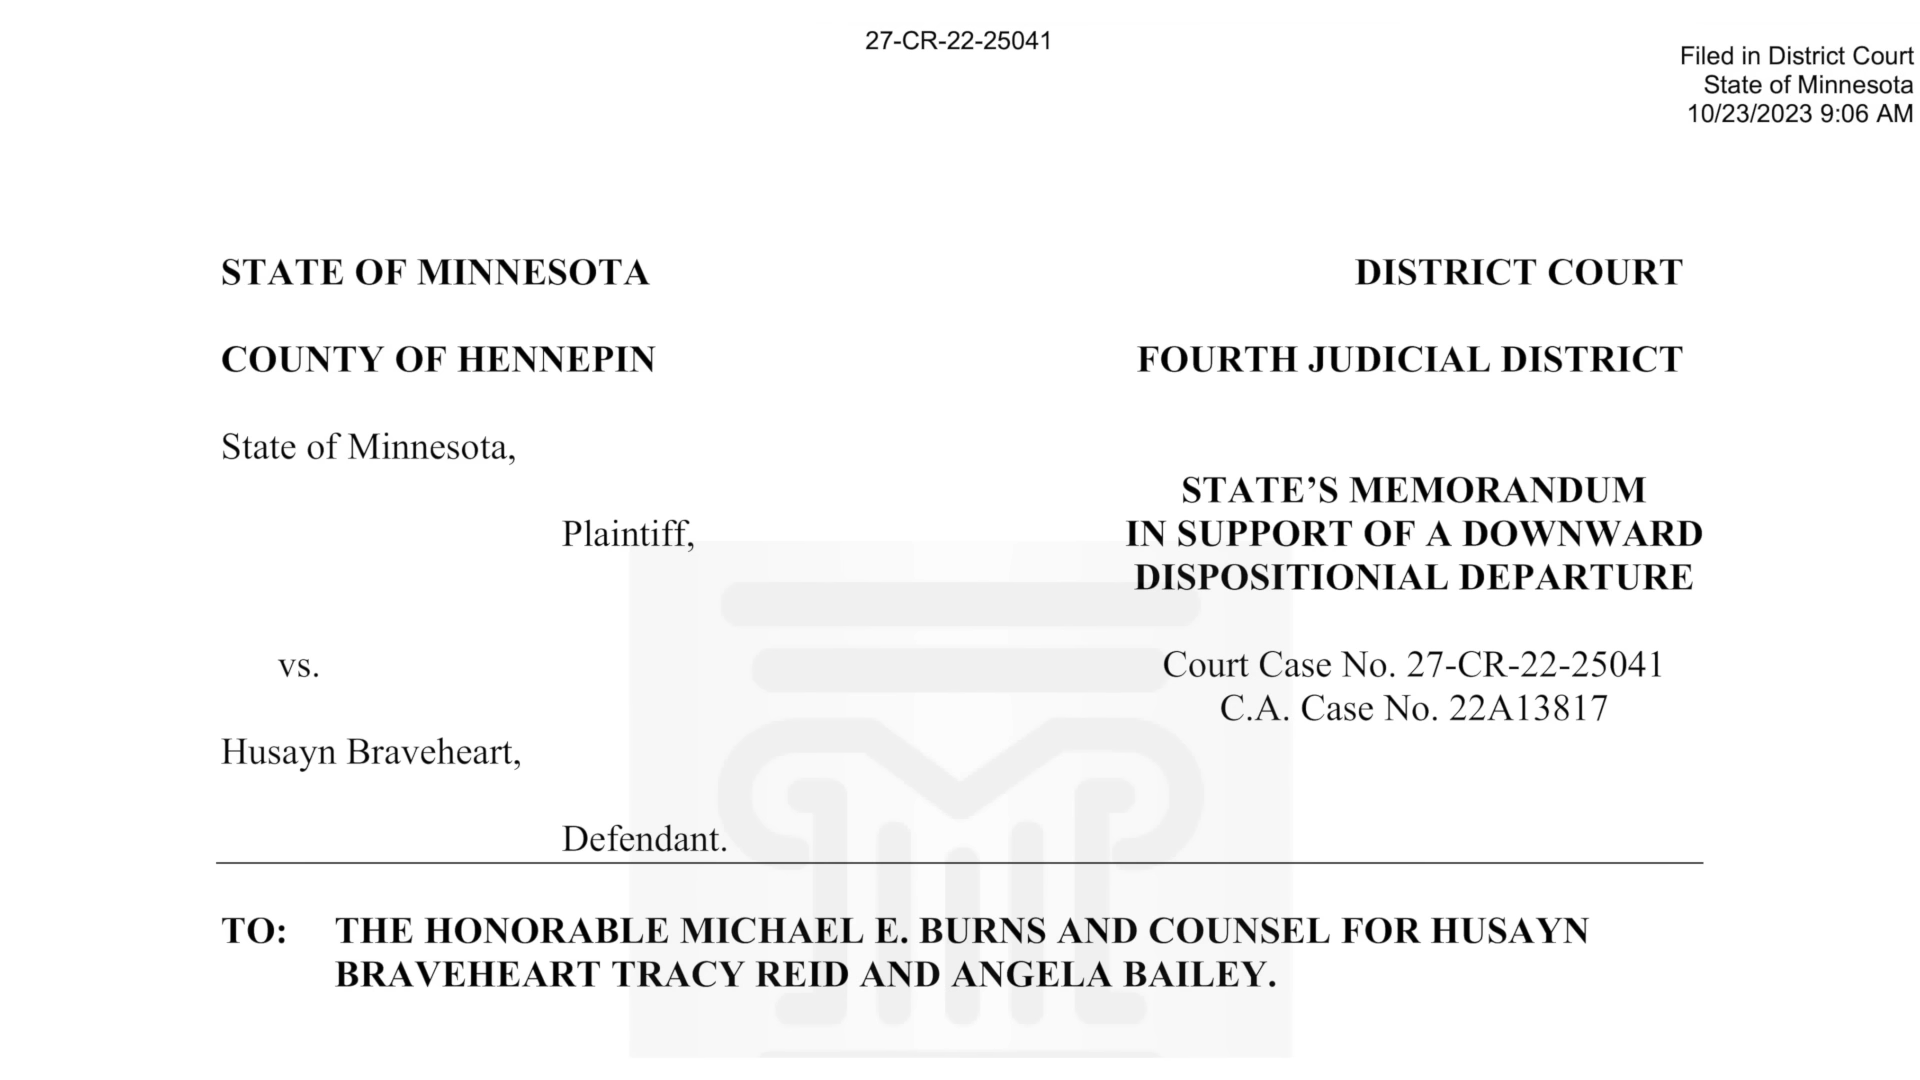 27-CR-22-25041
Filed in District Court
State of Minnesota
10/23/2023 9:06 AM
STATE OF MINNESOTA
DISTRICT COURT
COUNTY OF HENNEPIN
FOURTH JUDICIAL DISTRICT
State of Minnesota,
Plaintiff,
vs.
Husayn Braveheart,
Defendant.
STATE’S MEMORANDUM
IN SUPPORT OF A DOWNWARD
DISPOSITIONIAL DEPARTURE
Court Case No. 27-CR-22-25041
C.A. Case No. 22A13817
TO: THE HONORABLE MICHAEL E. BURNS AND COUNSEL FOR HUSAYN
BRAVEHEART TRACY REID AND ANGELA BAILEY.